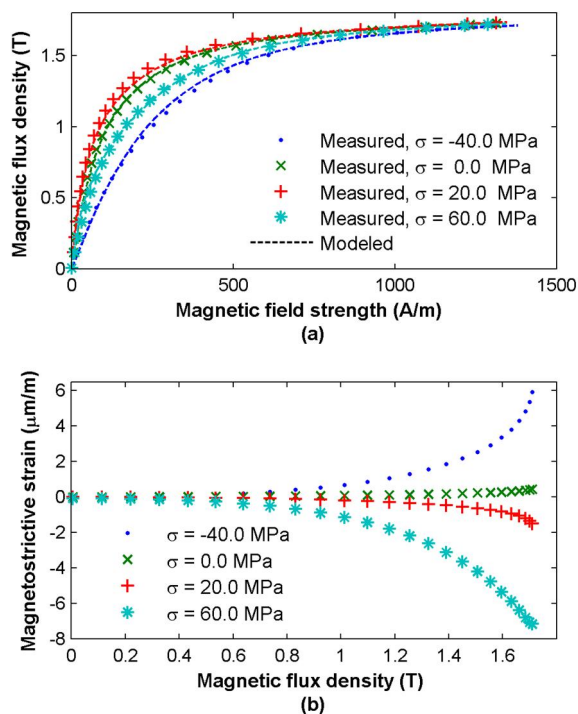 Magnetic flux density (T)
1.5
1
0.5
0
Measured, σ = -40.0 MPa
Measured, σ = 0.0 MPa
Measured, σ = 20.0 MPa
Measured, σ = 60.0 MPa
Modeled
0 500 1000 1500
Magnetic field strength (A/m)
(a)
Magnetostrictive strain (μm/m)
6
4
2
0
-2
-4
-6
-8
σ = -40.0 MPa
σ = 0.0 MPa
σ = 20.0 MPa
σ = 60.0 MPa
0 0.2 0.4 0.6 0.8 1 1.2 1.4 1.6
Magnetic flux density (T)
(b)